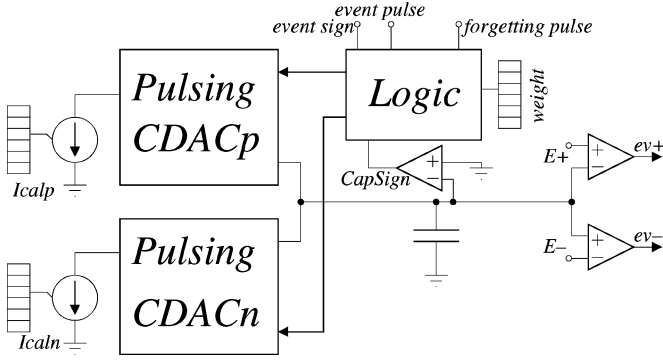 event pulse
event sign
forgetting pulse
Pulsing
CDACp
Logic
weight
Icalp
CapSign
+
−
E+
+
−
ev+
Pulsing
CDACn
Icaln
E−
+
−
ev−